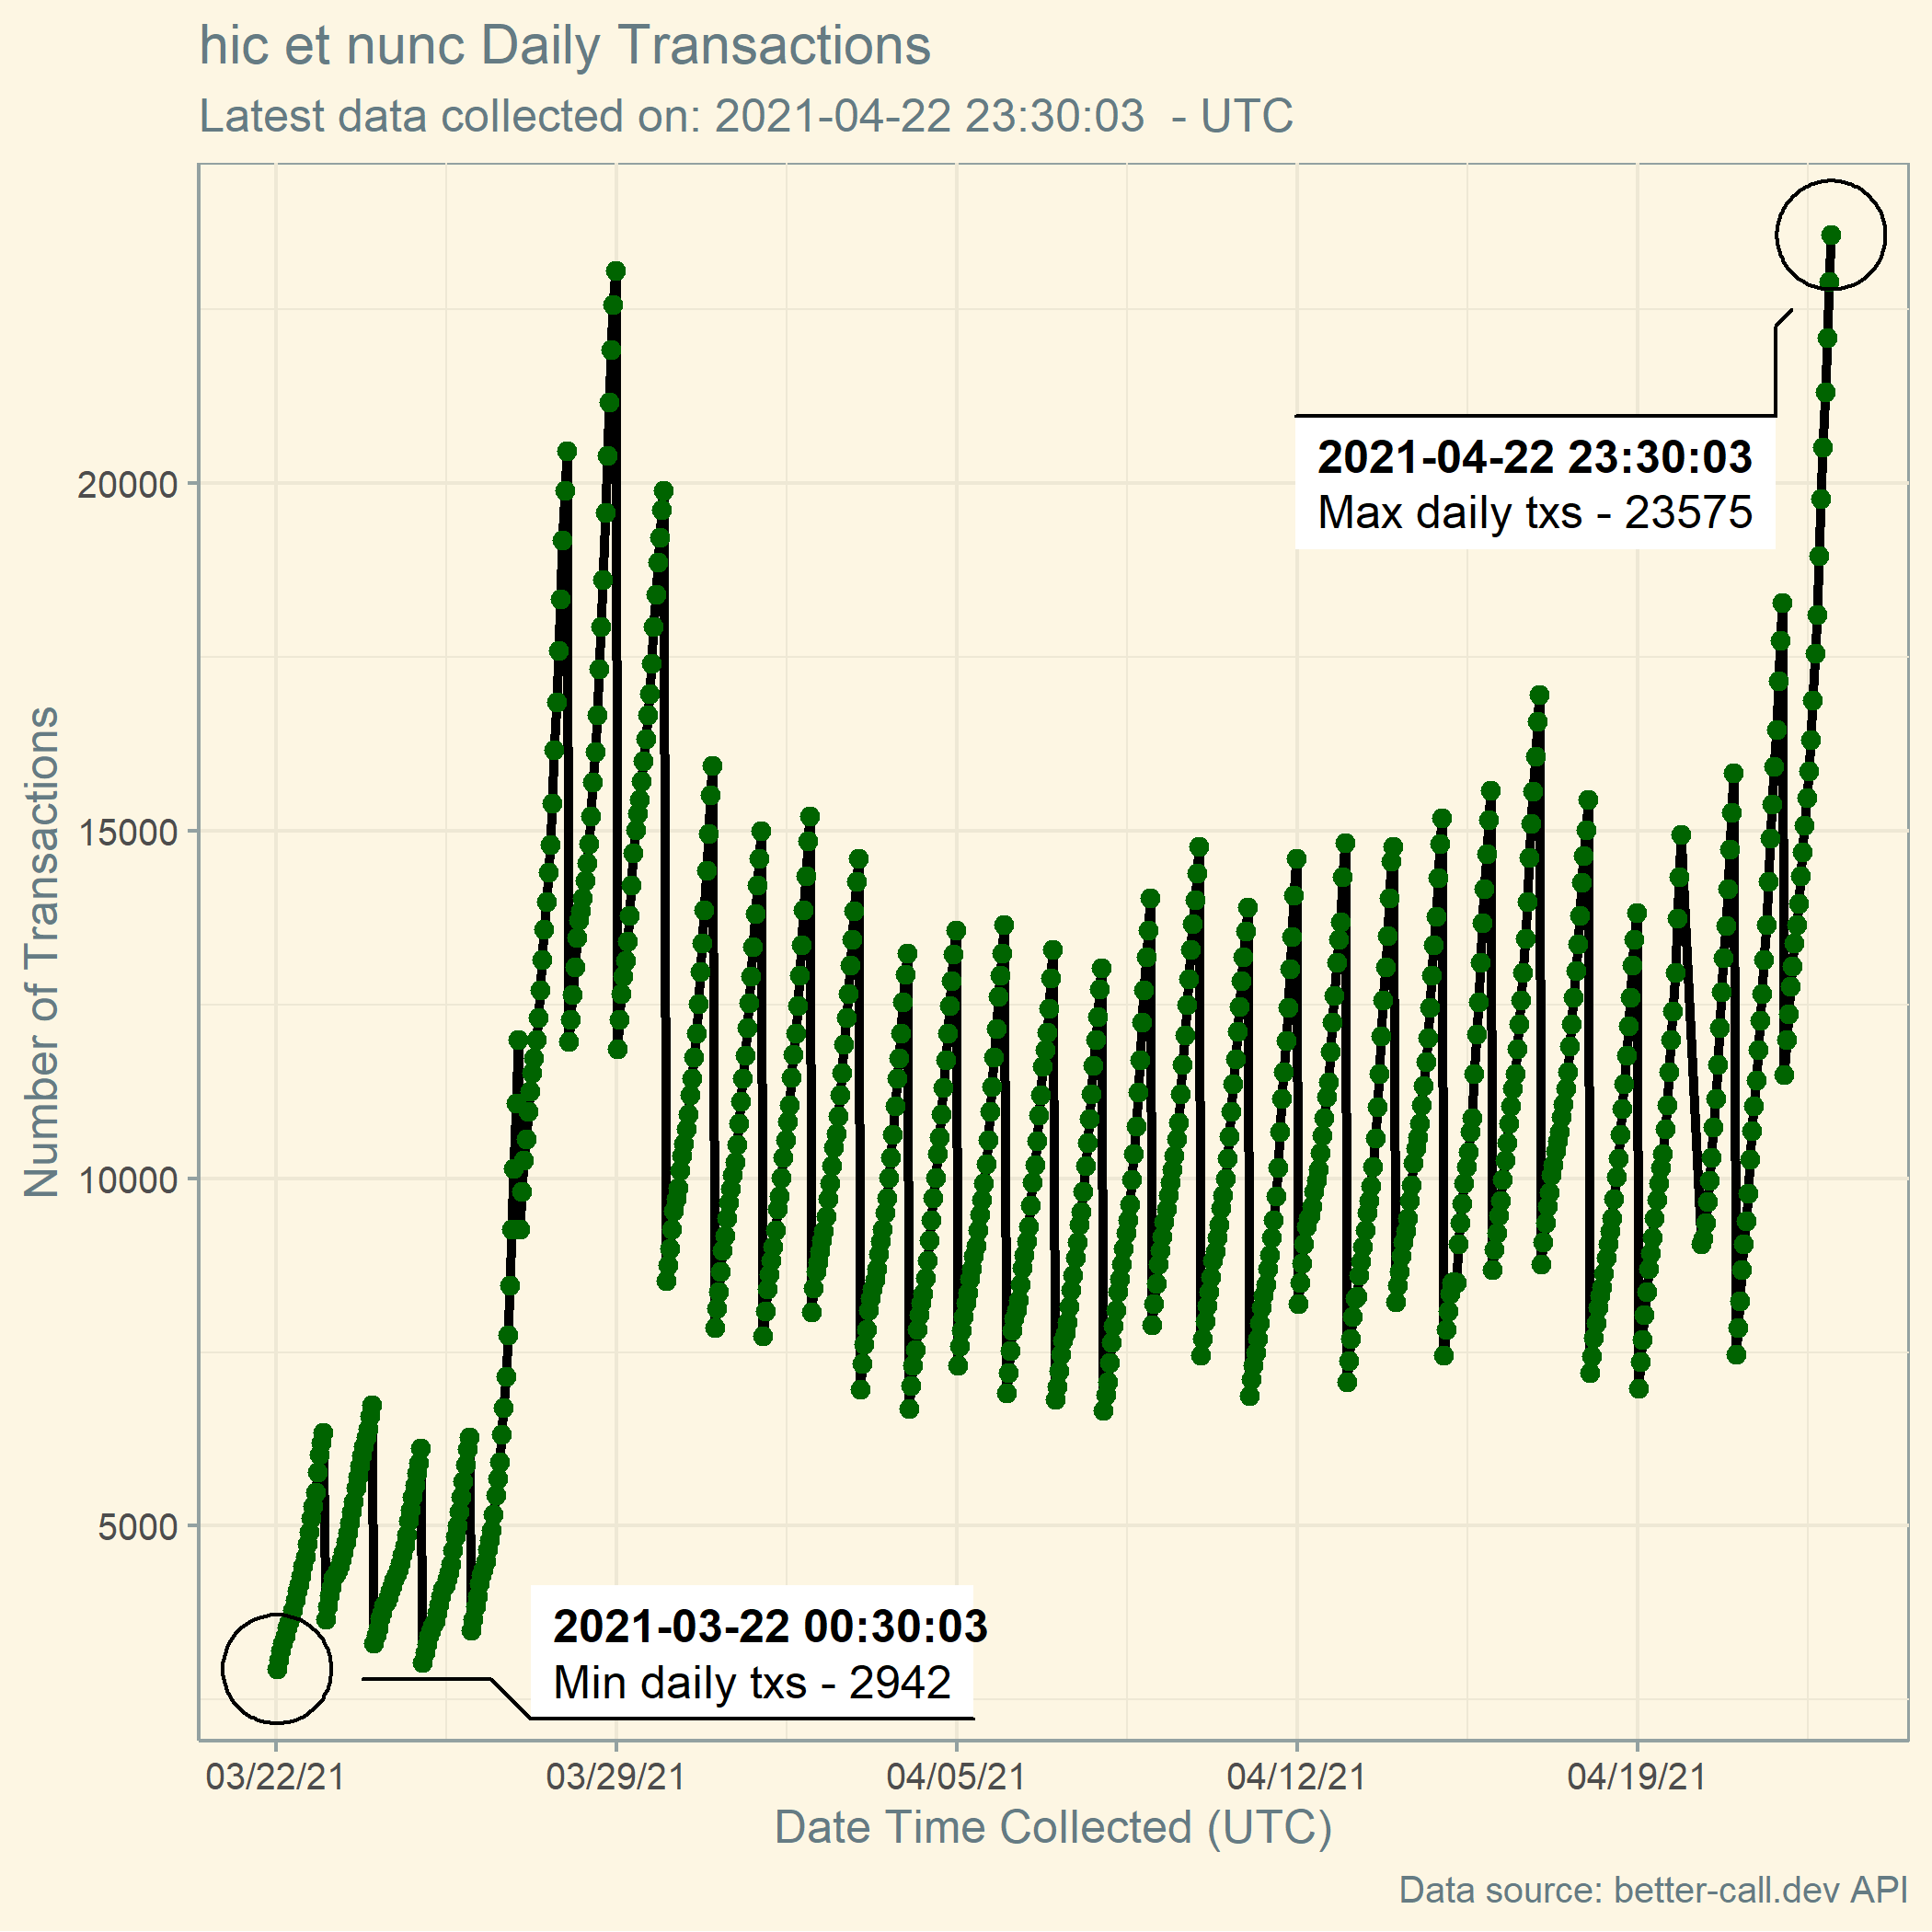 hic et nunc Daily Transactions
Latest data collected on: 2021-04-22 23:30:03  - UTC
Number of Transactions
20000
15000
10000
5000
2021-04-22 23:30:03
Max daily txs - 23575
2021-03-22 00:30:03
Min daily txs - 2942
03/22/21 03/29/21 04/05/21 04/12/21 04/19/21
Date Time Collected (UTC)
Data source: better-call.dev API